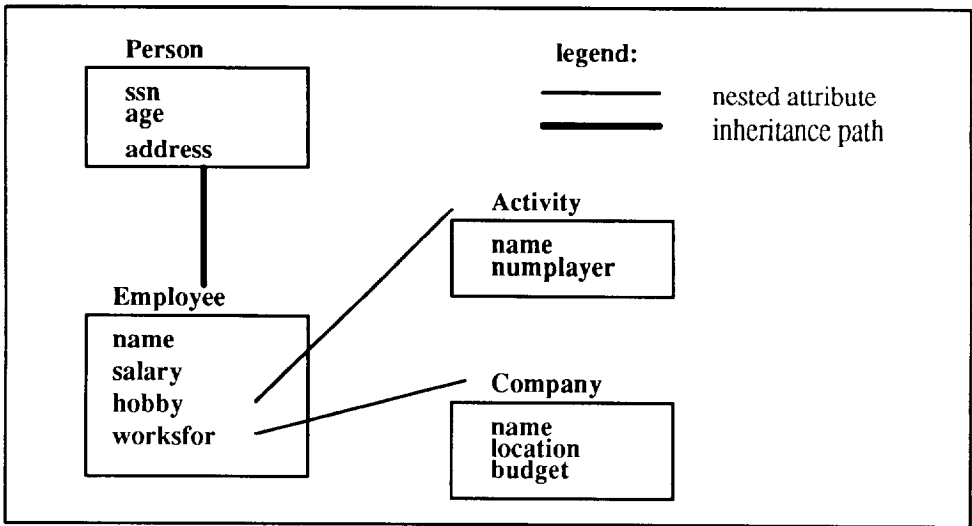 Person
ssn
age
address
legend:
nested attribute
inheritance path
Activity
name
numplayer
Employee
name
salary
hobby
worksfor
Company
name
location
budget